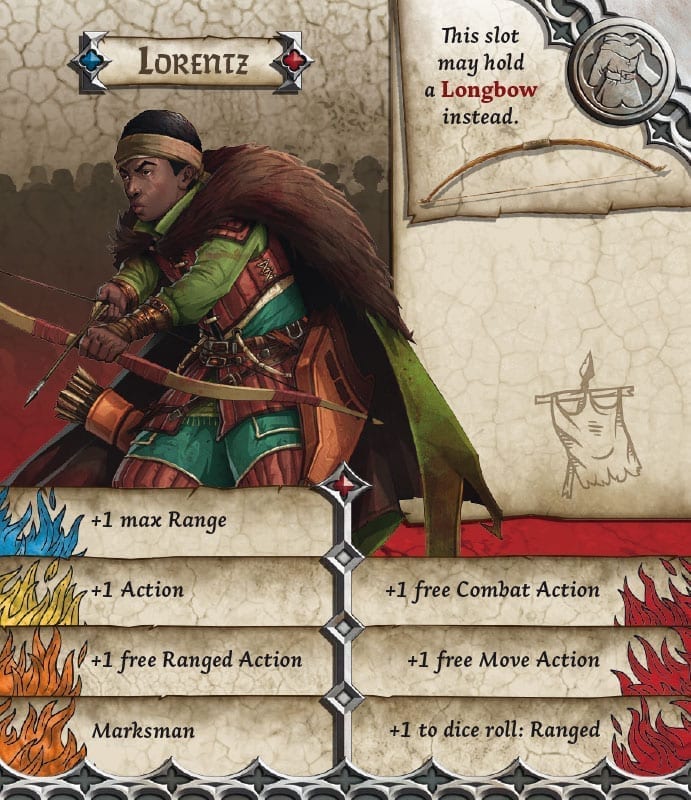 Lorentz
This slot
may hold
a Longbow
instead.
+1 max Range
+1 Action
+1 free Ranged Action
Marksman
+1 free Combat Action
+1 free Move Action
+1 to dice roll: Ranged